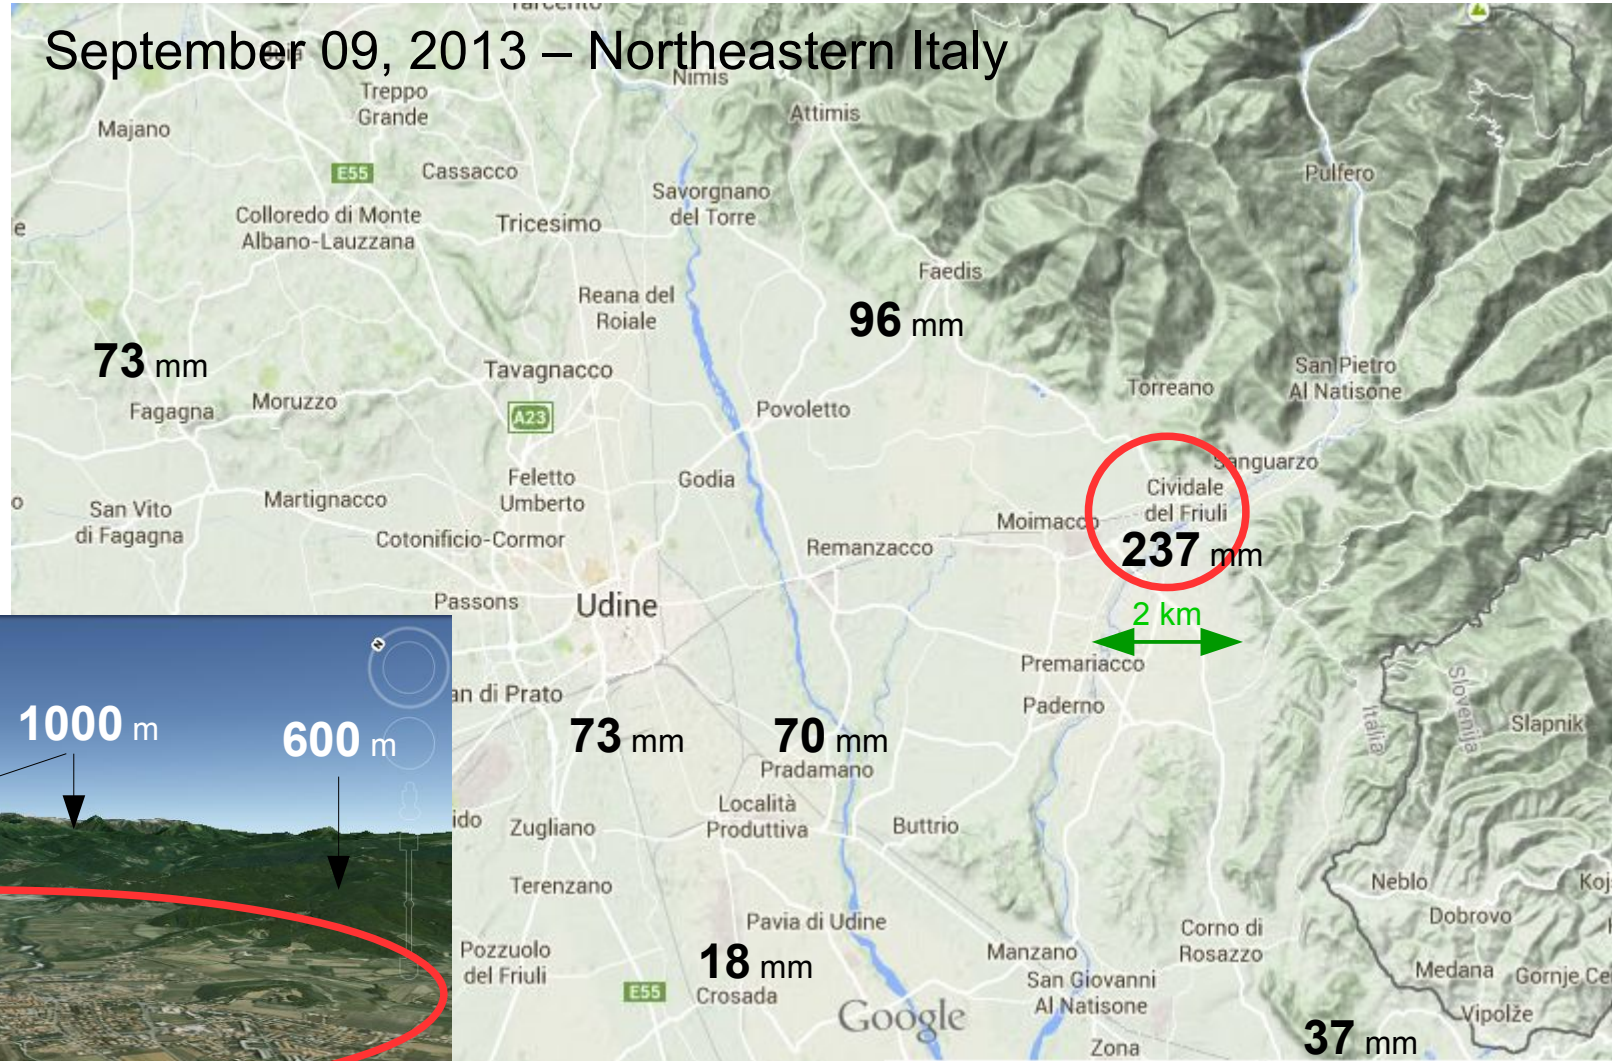 Tarcento
September 09, 2013 – Northeastern Italy
Buja
Nimis
Treppo
Grande
Attimis
Majano
E55
Cassacco
Pulfero
Savorgnano
del Torre
Colloredo di Monte
Albano-Lauzzana
Tricesimo
e
Faedis
Reana del
Roiale
96 mm
73 mm
Tavagnacco
San Pietro
Al Natisone
Torreano
Fagagna
Moruzzo
A23
Povoletto
Sanguarzo
Feletto
Umberto
Godia
Cividale
del Friuli
o
San Vito
di Fagagna
Martignacco
Moimacco
Cotonificio-Cormor
Remanzacco
237 mm
Passons
Udine
2 km
N
Premariacco
an di Prato
Paderno
Italia
Slovenija
Slapnik
1000 m
600 m
73 mm
70 mm
Pradamano
ido
Zugliano
Località
Produttiva
Buttrio
Terenzano
Neblo
Koj
Dobrovo
Pavia di Udine
Corno di
Rosazzo
Pozzuolo
del Friuli
18 mm
Manzano
Medana
Gornje Ce
E55
Crosada
San Giovanni
Al Natisone
Google
Vipolže
37 mm
Zona